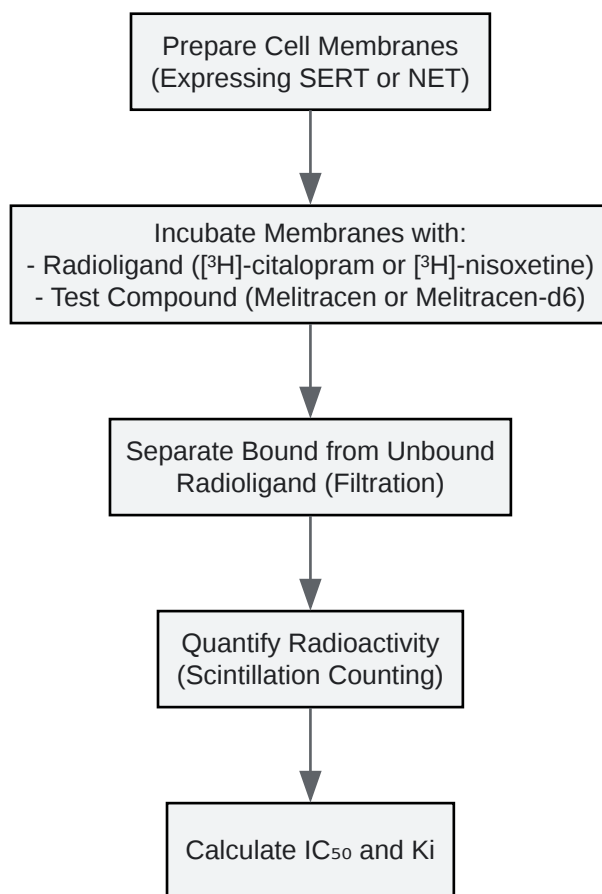 Prepare Cell Membranes
(Expressing SERT or NET)
Incubate Membranes with:
- Radioligand ([³H]-citalopram or [³H]-nisoxetine)
- Test Compound (Melitracen or Melitracen-d6)
Separate Bound from Unbound
Radioligand (Filtration)
Quantify Radioactivity
(Scintillation Counting)
Calculate IC₅₀ and Ki